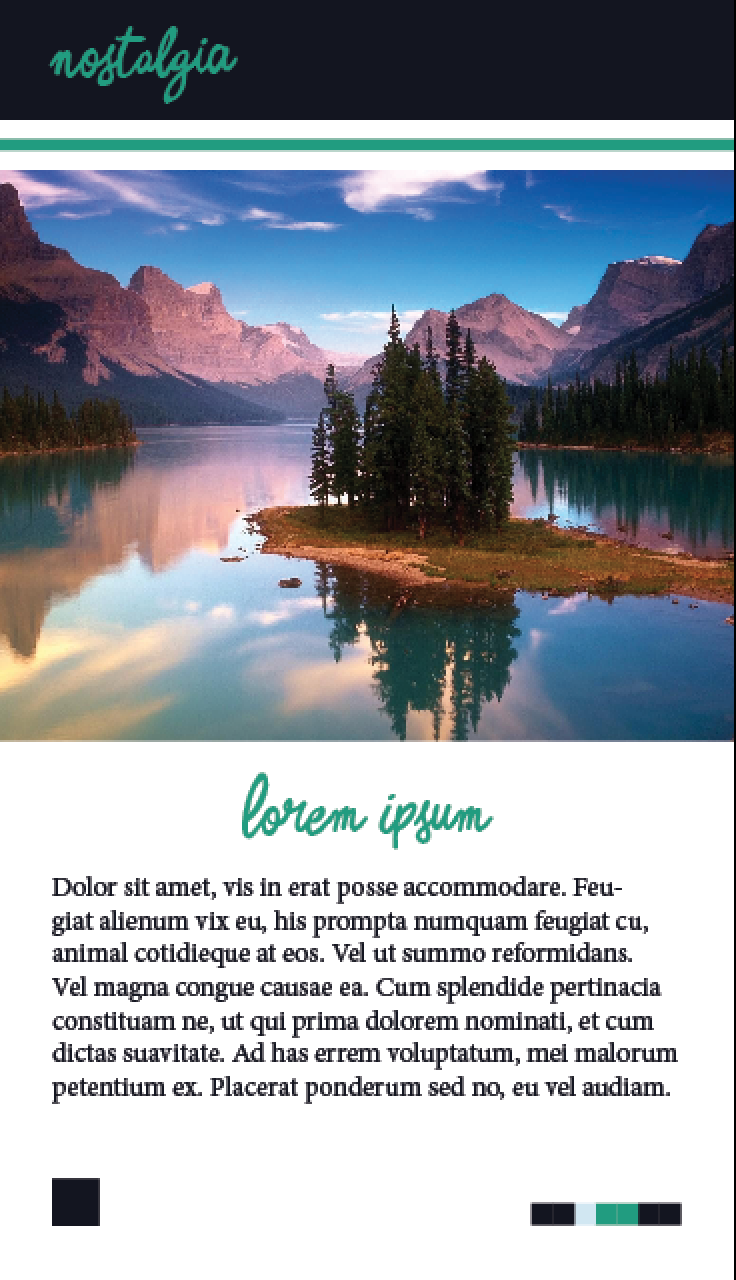 nostalgia
lorem ipsum
Dolor sit amet, vis in erat posse accommodare. Feu-
giat alienum vix eu, his prompta numquam feugiat cu,
animal cotidieque at eos. Vel ut summo reformidans.
Vel magna congue causae ea. Cum splendide pertinacia
constituam ne, ut qui prima dolorem nominati, et cum
dictas suavitate. Ad has errem voluptatum, mei malorum
petentium ex. Placerat ponderum sed no, eu vel audiam.